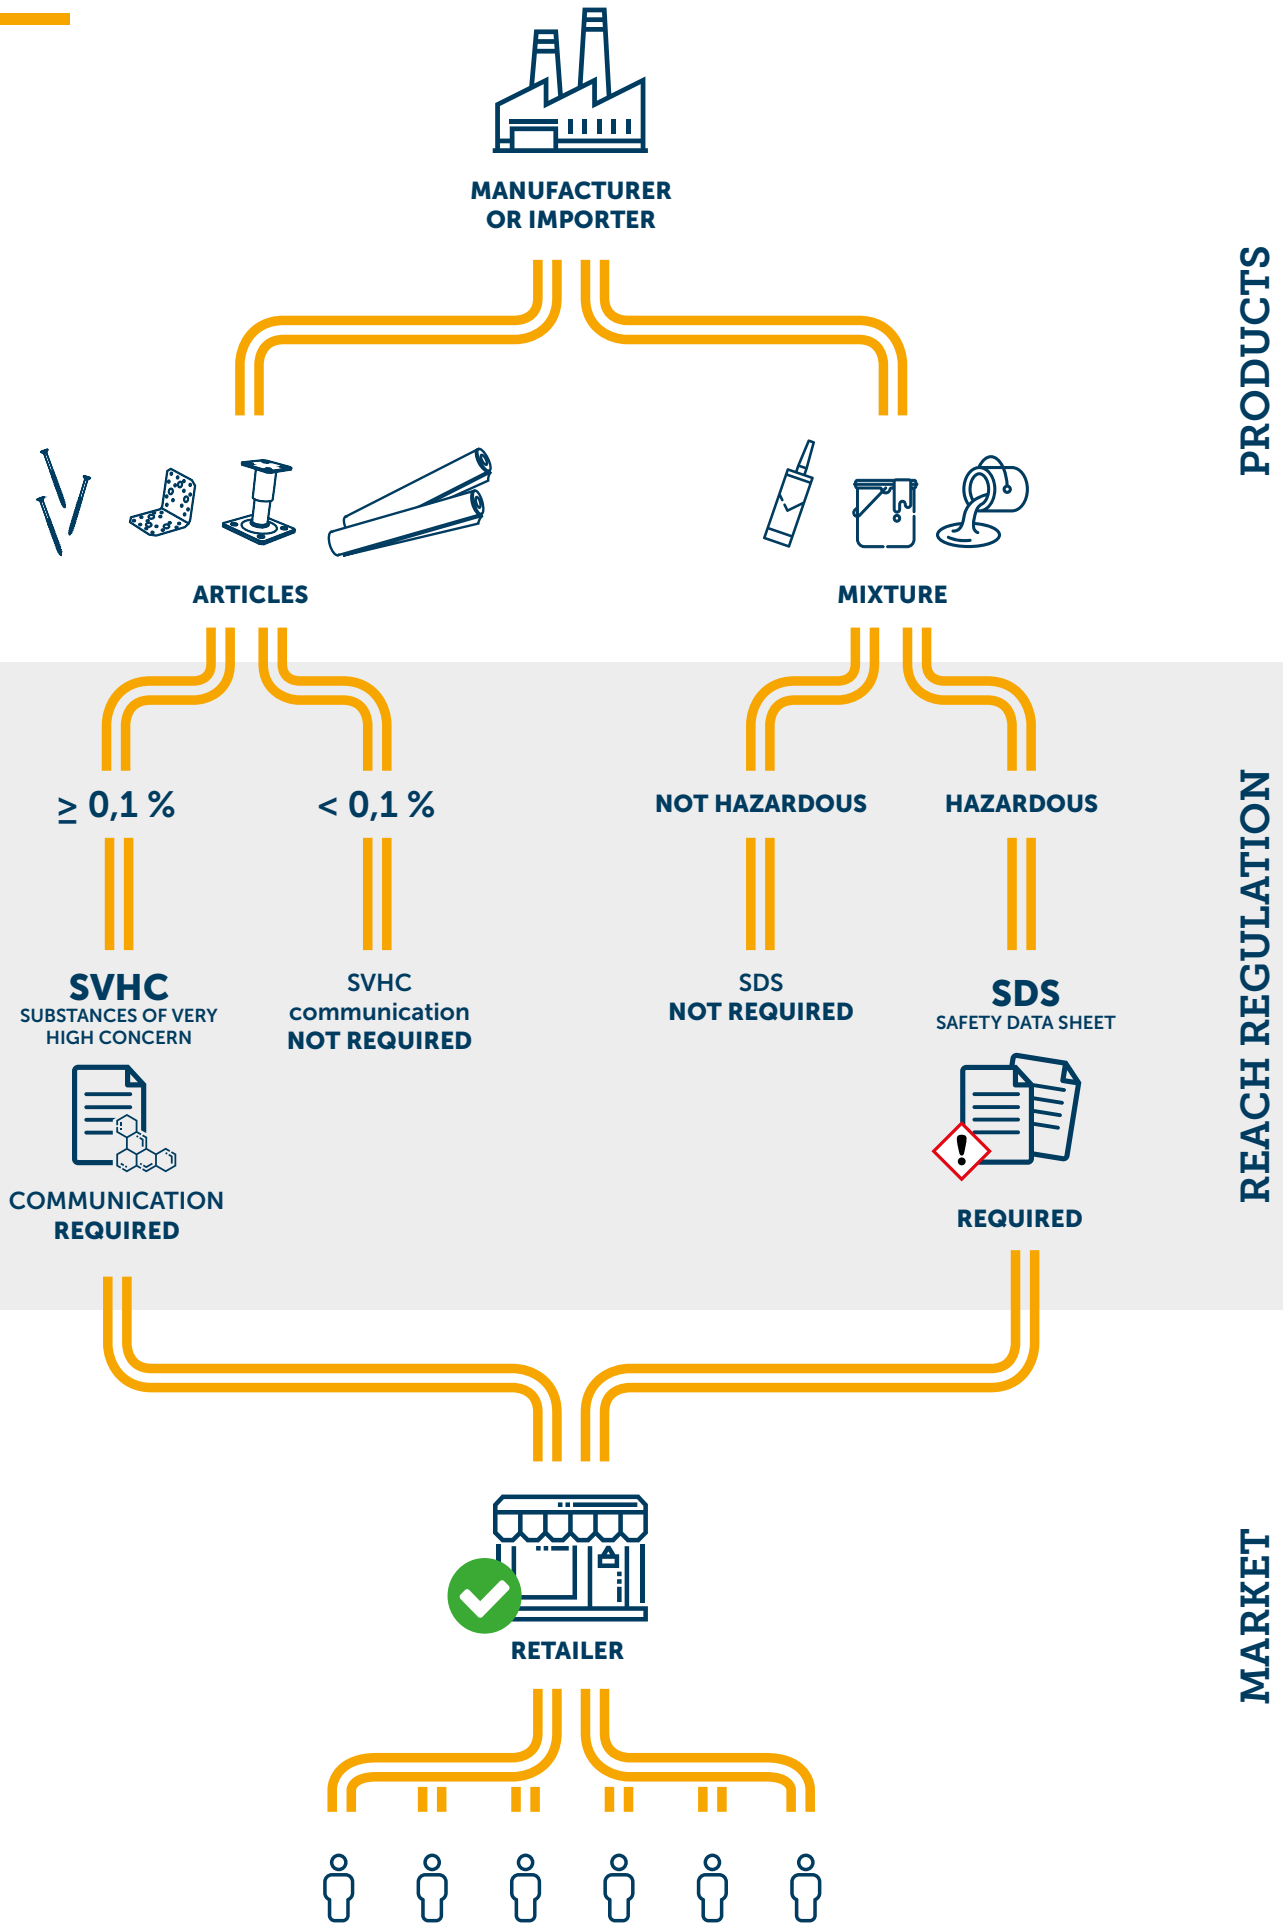 MANUFACTURER
OR IMPORTER
PRODUCTS
ARTICLES
MIXTURE
≥ 0,1 %
< 0,1 %
NOT HAZARDOUS
HAZARDOUS
SVHC
SUBSTANCES OF VERY
HIGH CONCERN
COMMUNICATION
REQUIRED
SVHC
communication
NOT REQUIRED
SDS
NOT REQUIRED
SDS
SAFETY DATA SHEET
REQUIRED
REACH REGULATION
RETAILER
MARKET